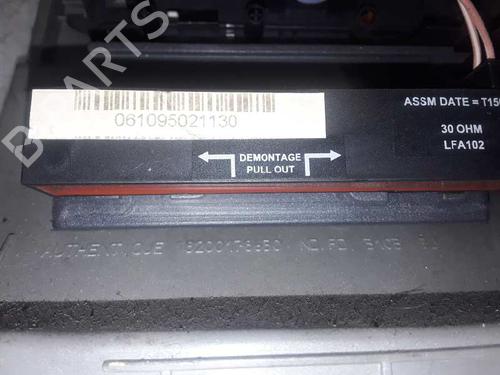 B-PARTS
ASSM DATE = T15
061095021130
30 OHM
LFA102
DEMONTAGE
PULL OUT
AUTHENTIQUE